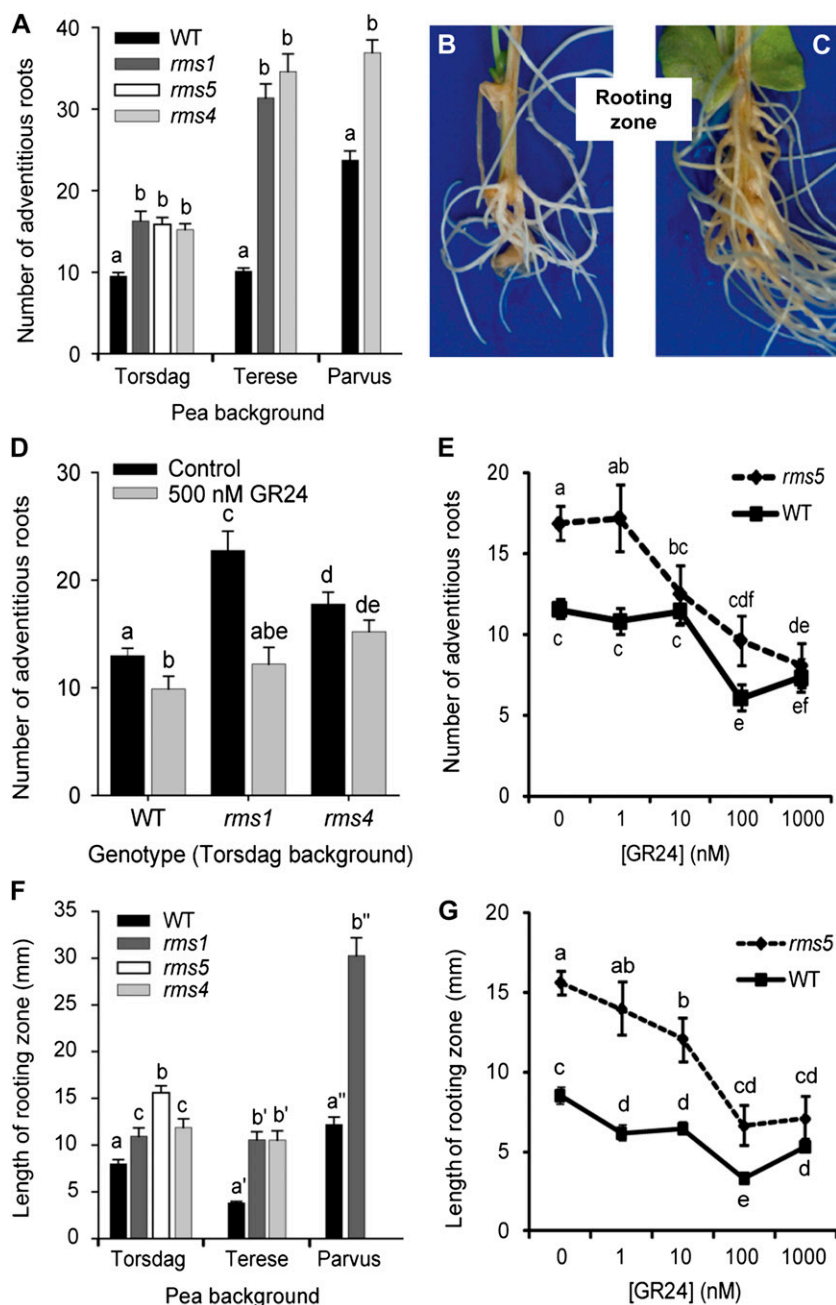 A
WT
rms1
rms5
rms4
Number of adventitious roots
40
30
20
10
0
a
b
b
b
a
b
b
a
b
Torsdag
Terese
Parvus
Pea background
B
Rooting
zone
C
D
Control
500 nM GR24
Number of adventitious roots
30
20
10
0
a
b
c
abe
d
de
WT
rms1
rms4
Genotype (Torsdag background)
E
rms5
WT
Number of adventitious roots
20
15
10
5
0
a
ab
bc
cdf
de
c
c
c
e
ef
0
1
10
100
1000
[GR24] (nM)
F
WT
rms1
rms5
rms4
Length of rooting zone (mm)
35
30
25
20
15
10
5
0
a
c
b
c
a'
b'
b'
a"
b"
Torsdag
Terese
Parvus
Pea background
G
rms5
WT
Length of rooting zone (mm)
20
15
10
5
0
a
ab
b
cd
cd
c
d
d
e
d
0
1
10
100
1000
[GR24] (nM)